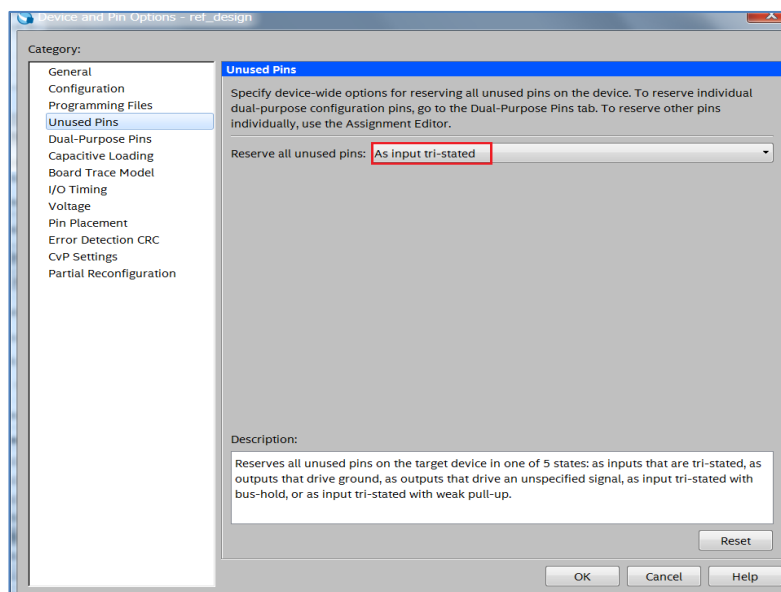 Device and Pin Options - ref_design
Category:
General
Configuration
Programming Files
Unused Pins
Dual-Purpose Pins
Capacitive Loading
Board Trace Model
I/O Timing
Voltage
Pin Placement
Error Detection CRC
CvP Settings
Partial Reconfiguration
Unused Pins
Specify device-wide options for reserving all unused pins on the device. To reserve individual
dual-purpose configuration pins, go to the Dual-Purpose Pins tab. To reserve other pins
individually, use the Assignment Editor.
Reserve all unused pins: As input tri-stated
Description:
Reserves all unused pins on the target device in one of 5 states: as inputs that are tri-stated, as
outputs that drive ground, as outputs that drive an unspecified signal, as input tri-stated with
bus-hold, or as input tri-stated with weak pull-up.
Reset
OK Cancel Help